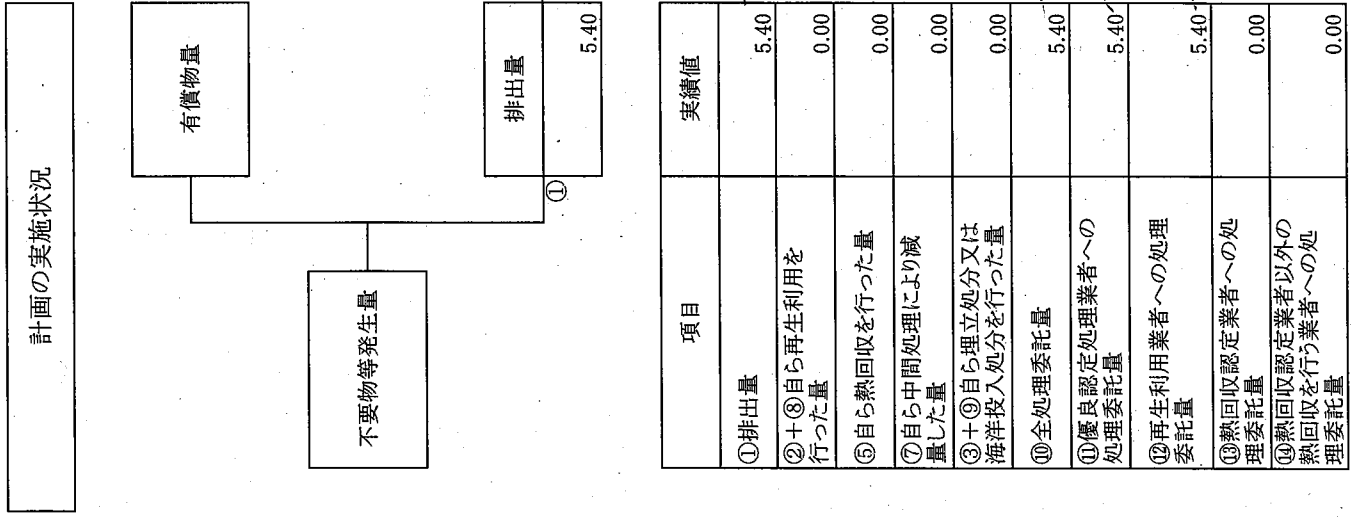 計画の実施状況
有償物量
不要物等発生量
排出量
①
5.40
項目
実績値
①排出量
5.40
②+⑧自ら再生利用を
行った量
0.00
⑤自ら熱回収を行った量
0.00
⑦自ら中間処理により減
量した量
0.00
③+⑨自ら埋立処分又は
海洋投入処分を行った量
0.00
⑩全処理委託量
5.40
⑪優良認定処理業者への
処理委託量
5.40
⑫再生利用業者への処理
委託量
5.40
⑬熱回収認定業者への処
理委託量
0.00
⑭熱回収認定業者以外の
熱回収を行う業者への処
理委託量
0.00